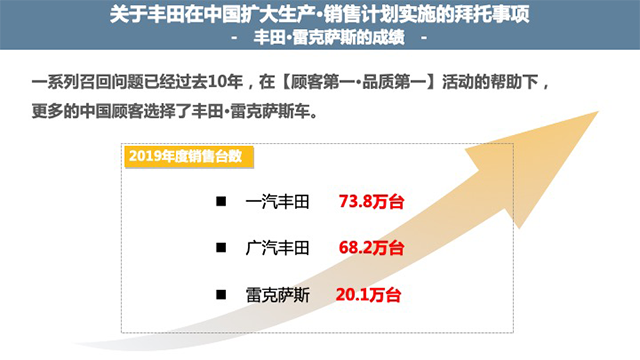 关于丰田在中国扩大生产•销售计划实施的拜托事项
- 丰田•雷克萨斯的成绩 -
一系列召回问题已经过去10年，在【顾客第一•品质第一】活动的帮助下，
更多的中国顾客选择了丰田•雷克萨斯车。
2019年度销售台数
■ 一汽丰田 73.8万台
■ 广汽丰田 68.2万台
■ 雷克萨斯 20.1万台